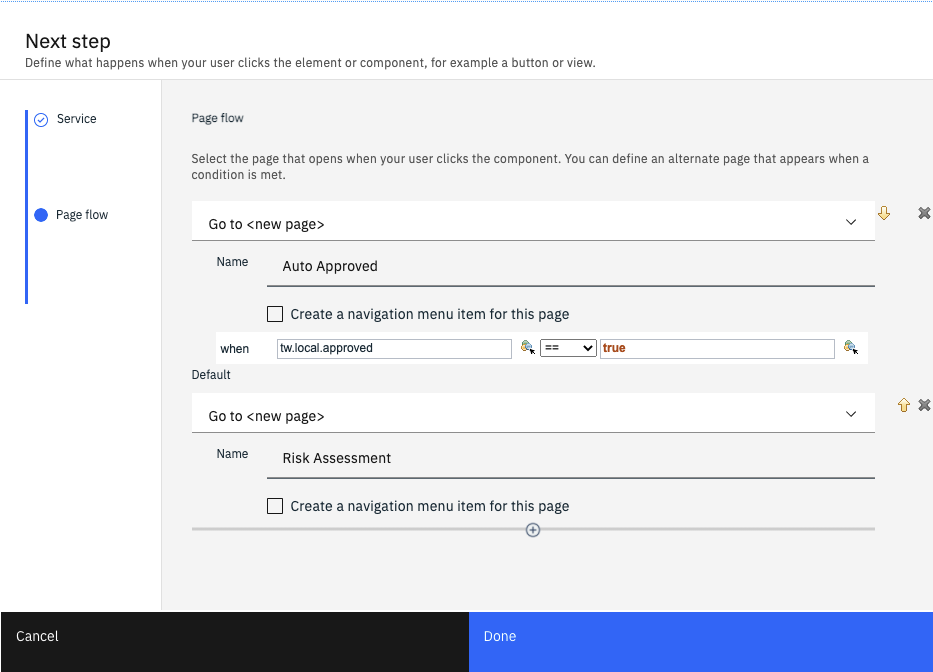 Next step
Define what happens when your user clicks the element or component, for example a button or view.
Service
Page flow
Page flow
Select the page that opens when your user clicks the component. You can define an alternate page that appears when a
condition is met.
Go to <new page>
Name
Auto Approved
Create a navigation menu item for this page
when tw.local.approved == true
Default
Go to <new page>
Name
Risk Assessment
Create a navigation menu item for this page
Cancel
Done